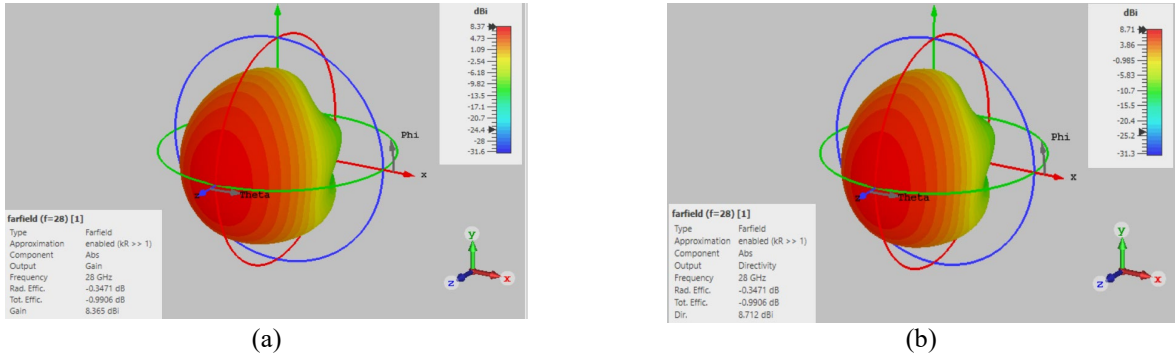 dBi
8.37
4.73
1.09
-2.54
-6.18
-9.82
-13.5
-17.1
-20.7
-24.4
-28
-31.6
Phi
x
z
Theta
farfield (f=28) [1]
Type Farfield
Approximation enabled (kR >> 1)
Component Abs
Output Gain
Frequency 28 GHz
Rad. Effic. -0.3471 dB
Tot. Effic. -0.9906 dB
Gain 8.365 dBi
y
z
x
(a)
dBi
8.71
3.86
-0.985
-5.83
-10.7
-15.5
-20.4
-25.2
-31.3
Phi
x
z
Theta
farfield (f=28) [1]
Type Farfield
Approximation enabled (kR >> 1)
Component Abs
Output Directivity
Frequency 28 GHz
Rad. Effic. -0.3471 dB
Tot. Effic. -0.9906 dB
Dir. 8.712 dBi
y
z
x
(b)